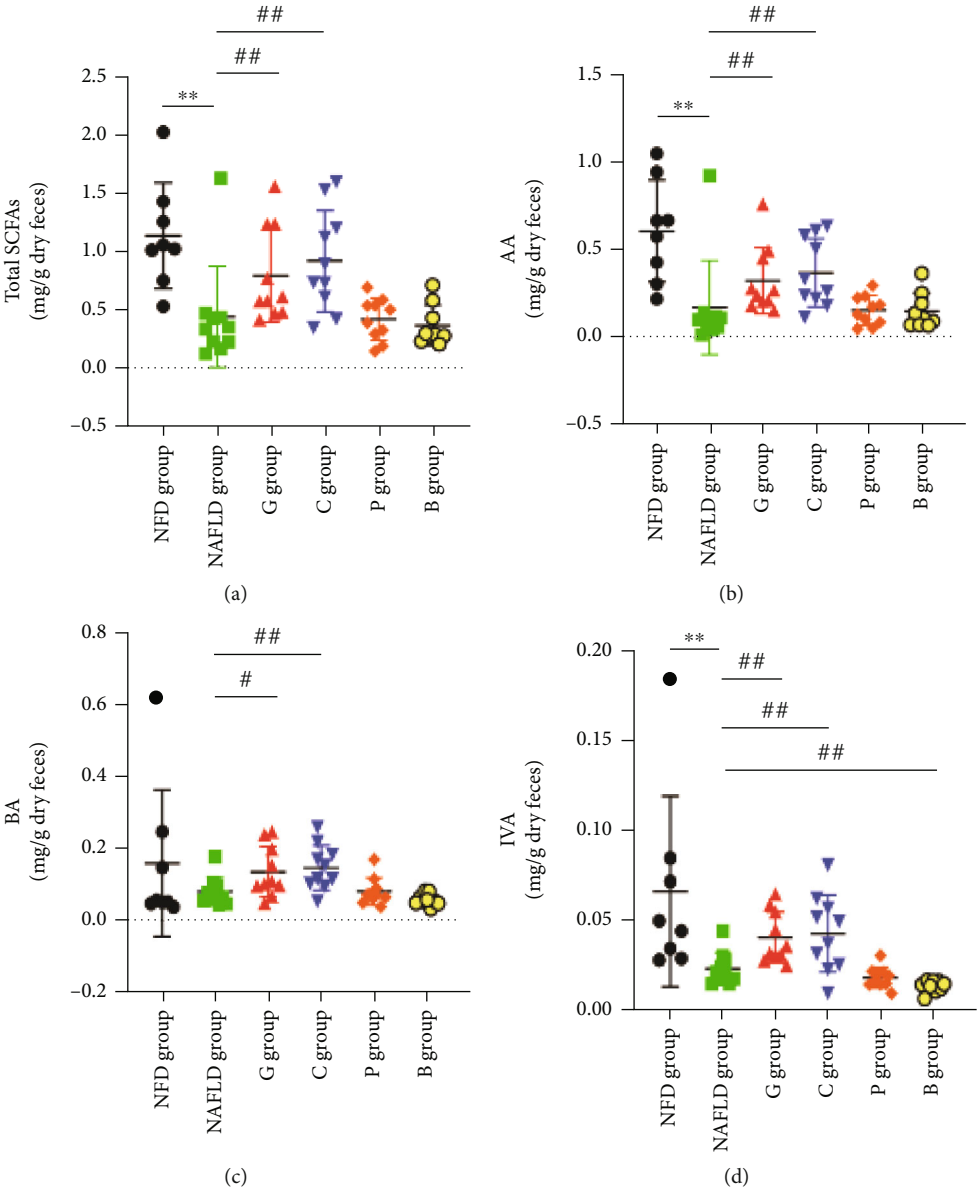 ##
##
**
2.5
2.0
1.5
1.0
0.5
0.0
−0.5
Total SCFAs
(mg/g dry feces)
NFD group
NAFLD group
G group
C group
P group
B group
(a)
##
##
**
1.5
1.0
0.5
0.0
−0.5
AA
(mg/g dry feces)
NFD group
NAFLD group
G group
C group
P group
B group
(b)
##
#
0.8
0.6
0.4
0.2
0.0
−0.2
BA
(mg/g dry feces)
NFD group
NAFLD group
G group
C group
P group
B group
(c)
**
##
##
##
0.20
0.15
0.10
0.05
0.00
IVA
(mg/g dry feces)
NFD group
NAFLD group
G group
C group
P group
B group
(d)